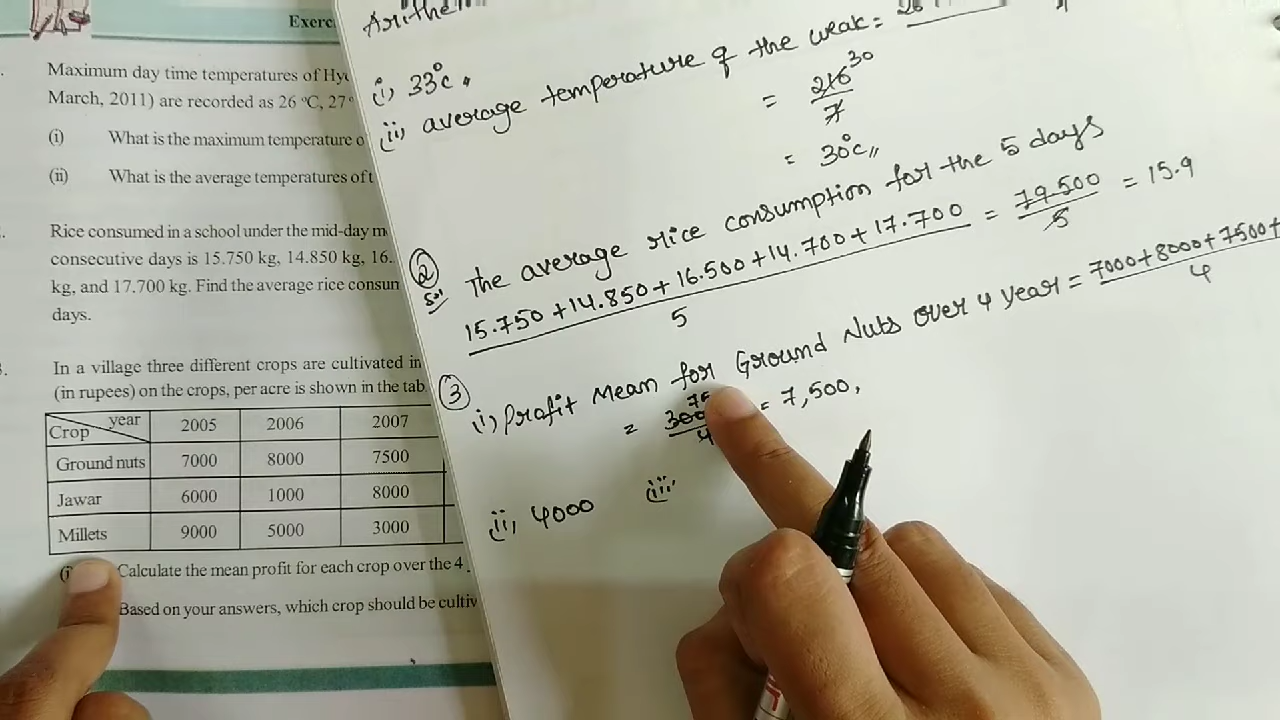 Exerc
Maximum day time temperatures of Hy
March, 2011) are recorded as 26 °C, 27°
(i) What is the maximum temperature o
(ii) What is the average temperatures of t
Rice consumed in a school under the mid-day m
consecutive days is 15.750 kg, 14.850 kg, 16.
kg, and 17.700 kg. Find the average rice consun
days.
In a village three different crops are cultivated in
(in rupees) on the crops, per acre is shown in the tab
year
Crop 2005 2006 2007
Ground nuts 7000 8000 7500
Jawar 6000 1000 8000
Millets 9000 5000 3000
Calculate the mean profit for each crop over the 4
Based on your answers, which crop should be cultiv
Arithe
(i) 33°c.
(ii) average temperature of the weak =
= 216 30
7
= 30°c,,
② The average rice consumption for the 5 days
Sol
15.750 + 14.850 + 16.500 + 14.700 + 17.700 = 79.500 = 15.9
5 5
③ (i) Profit Mean for Ground Nuts over 4 year = 7000+8000+7500+
4
= = 7,500,
4
(ii) 4000 (iii)